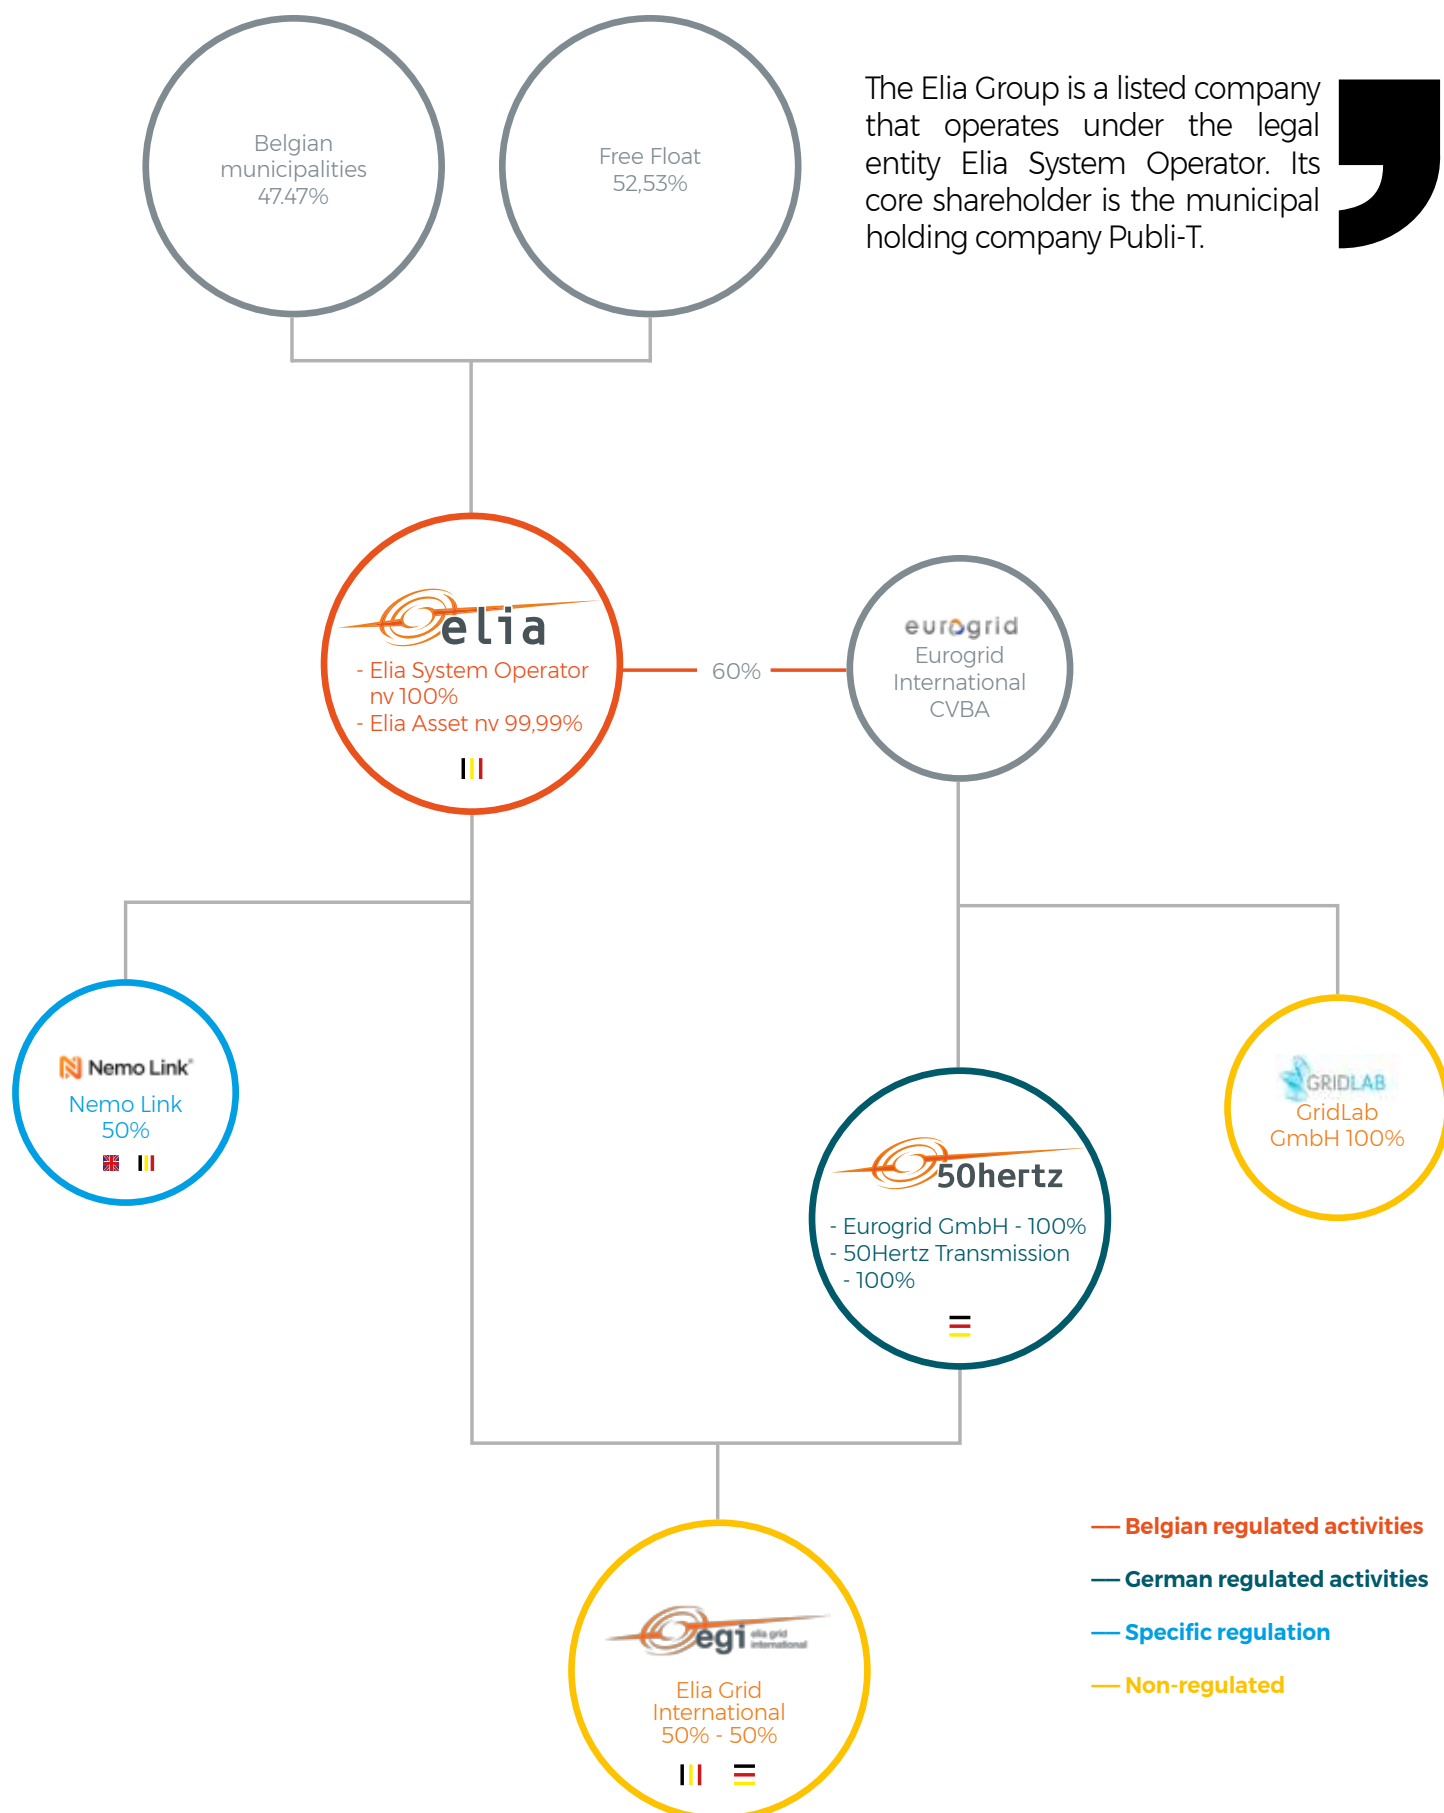 The Elia Group is a listed company
that operates under the legal
entity Elia System Operator. Its
core shareholder is the municipal
holding company Publi-T.
Belgian
municipalities
47.47%
Free Float
52,53%
elia
- Elia System Operator
nv 100%
- Elia Asset nv 99,99%
60%
eurogrid
Eurogrid
International
CVBA
Nemo Link®
Nemo Link
50%
50hertz
- Eurogrid GmbH - 100%
- 50Hertz Transmission
- 100%
GRIDLAB
GridLab
GmbH 100%
egi elia grid
international
Elia Grid
International
50% - 50%
Belgian regulated activities
German regulated activities
Specific regulation
Non-regulated